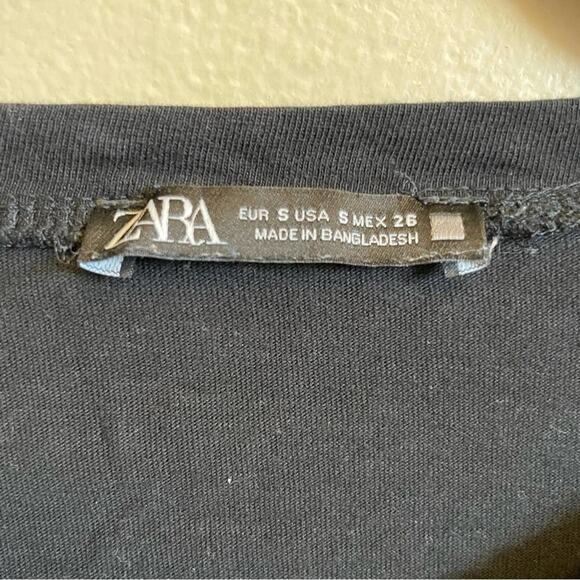 ZARA
EUR S USA S MEX 26
MADE IN BANGLADESH